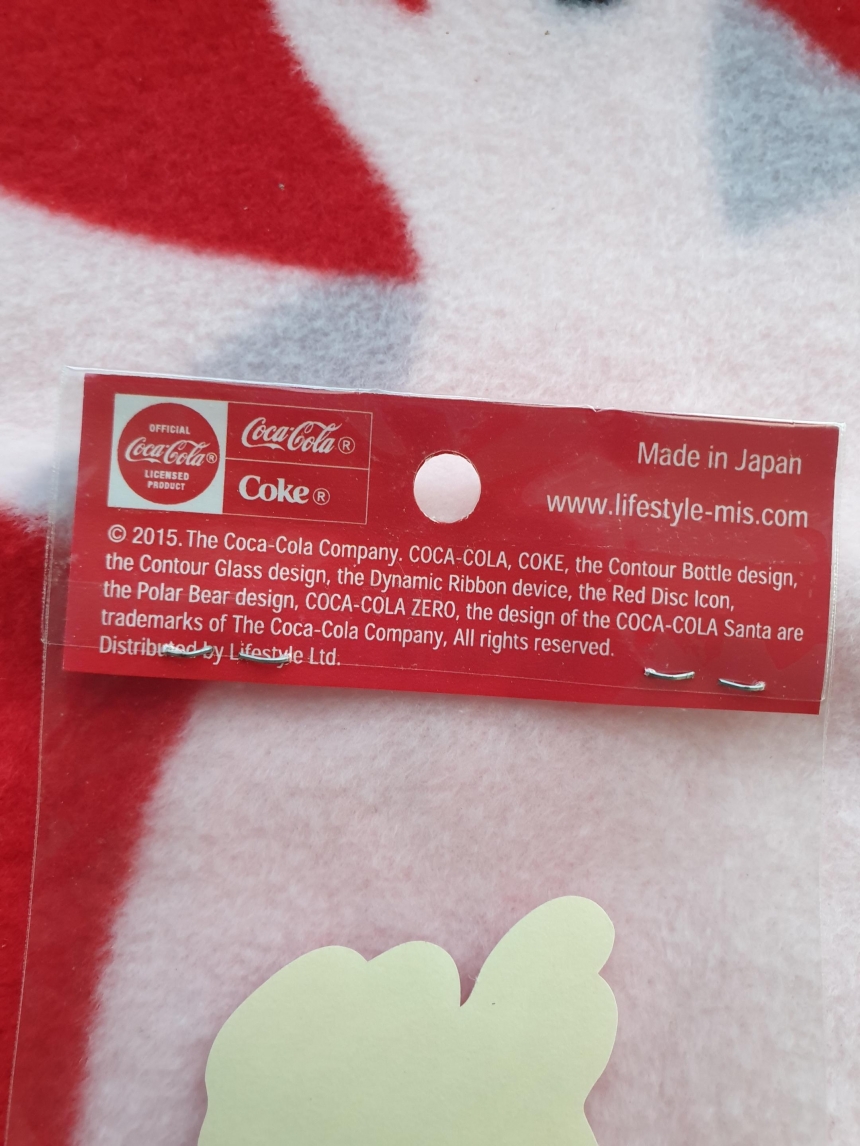 OFFICIAL
Coca-Cola®
LICENSED
PRODUCT
Coca-Cola®
Coke®
Made in Japan
www.lifestyle-mis.com
© 2015. The Coca-Cola Company. COCA-COLA, COKE, the Contour Bottle design,
the Contour Glass design, the Dynamic Ribbon device, the Red Disc Icon,
the Polar Bear design, COCA-COLA ZERO, the design of the COCA-COLA Santa are
trademarks of The Coca-Cola Company, All rights reserved.
Distributed by Lifestyle Ltd.